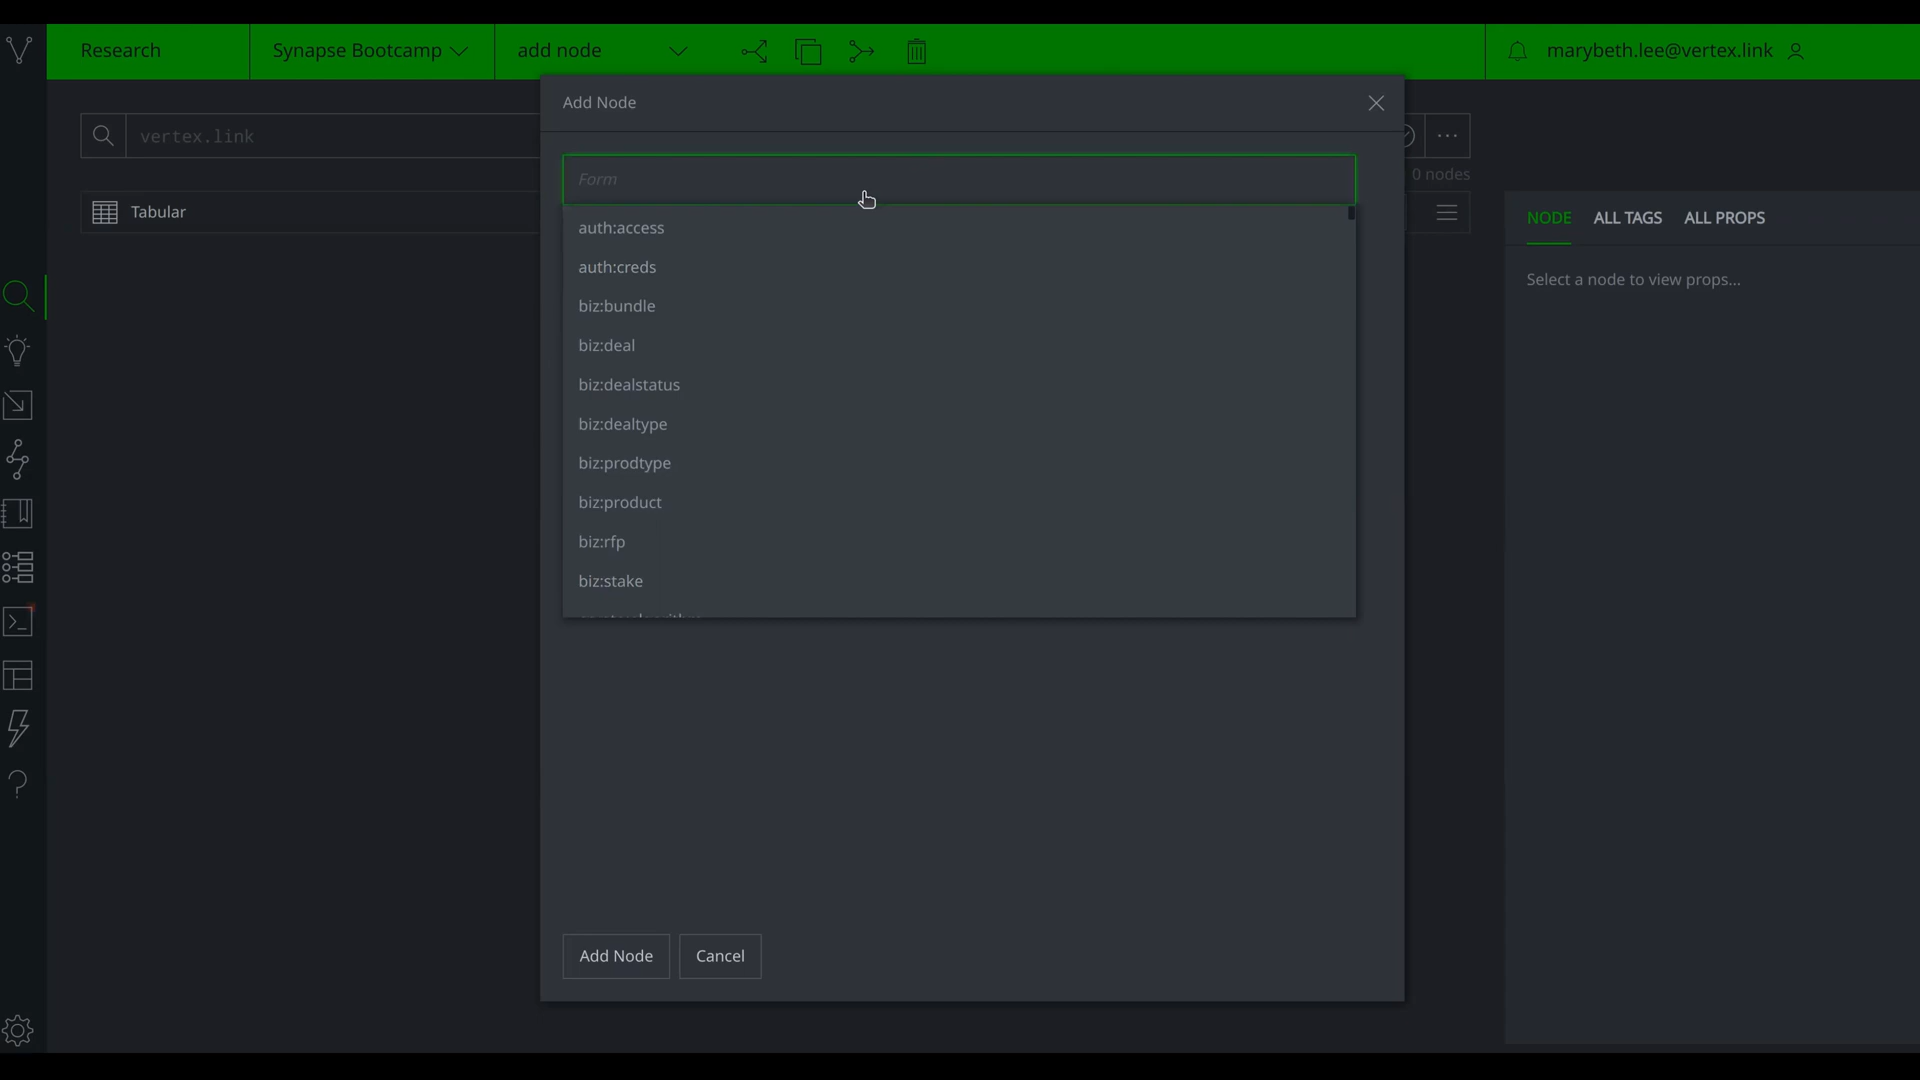 Research
Synapse Bootcamp
add node
marybeth.lee@vertex.link
Add Node
vertex.link
Form
0 nodes
auth:access
Tabular
NODE ALL TAGS ALL PROPS
auth:creds
Select a node to view props...
biz:bundle
biz:deal
biz:dealstatus
biz:dealtype
biz:prodtype
biz:product
biz:rfp
biz:stake
Add Node
Cancel